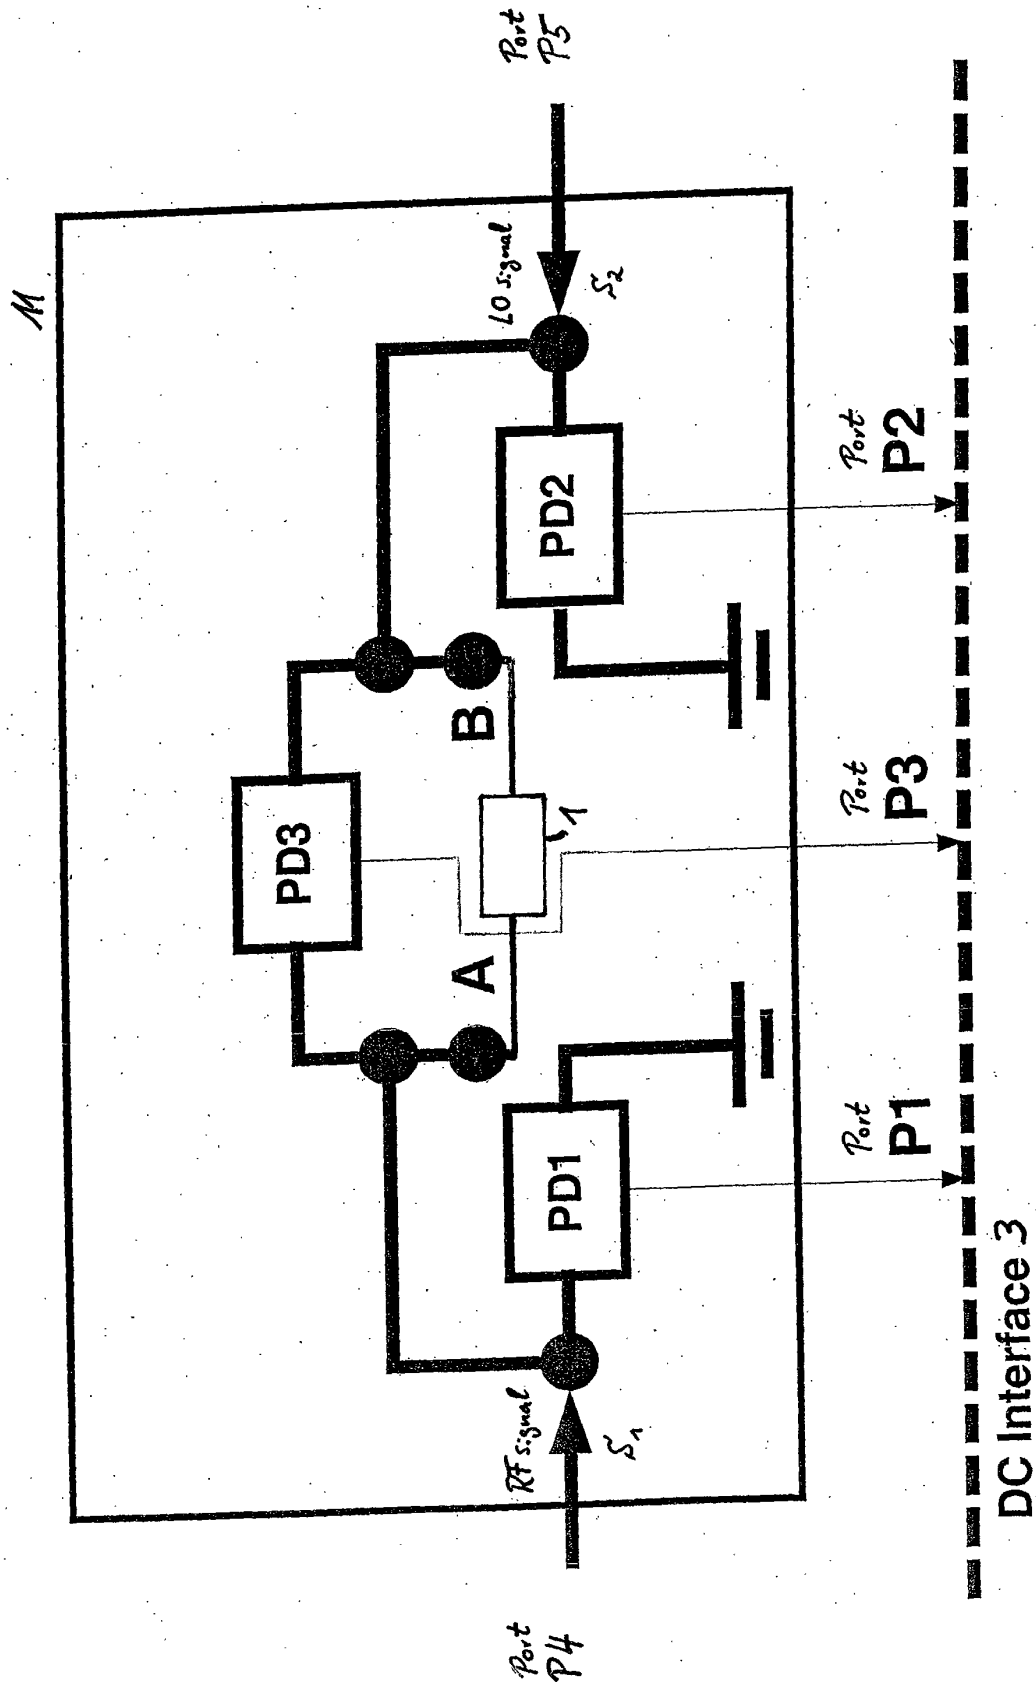 M
PD3
A
B
1
LO signal
S2
RF signal
S1
PD1
PD2
Port
P4
Port
P5
Port
P1
Port
P3
Port
P2
DC Interface 3